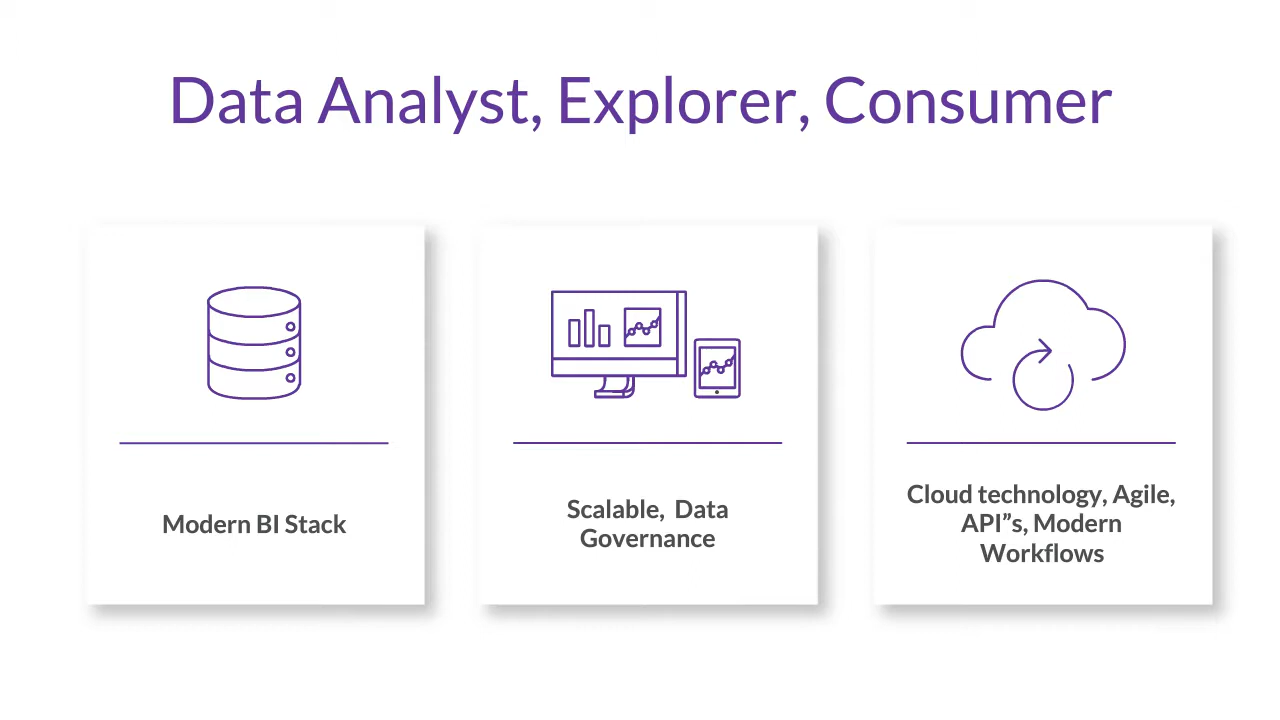 Data Analyst, Explorer, Consumer
Modern BI Stack
Scalable,  Data
Governance
Cloud technology, Agile,
API”s, Modern
Workflows